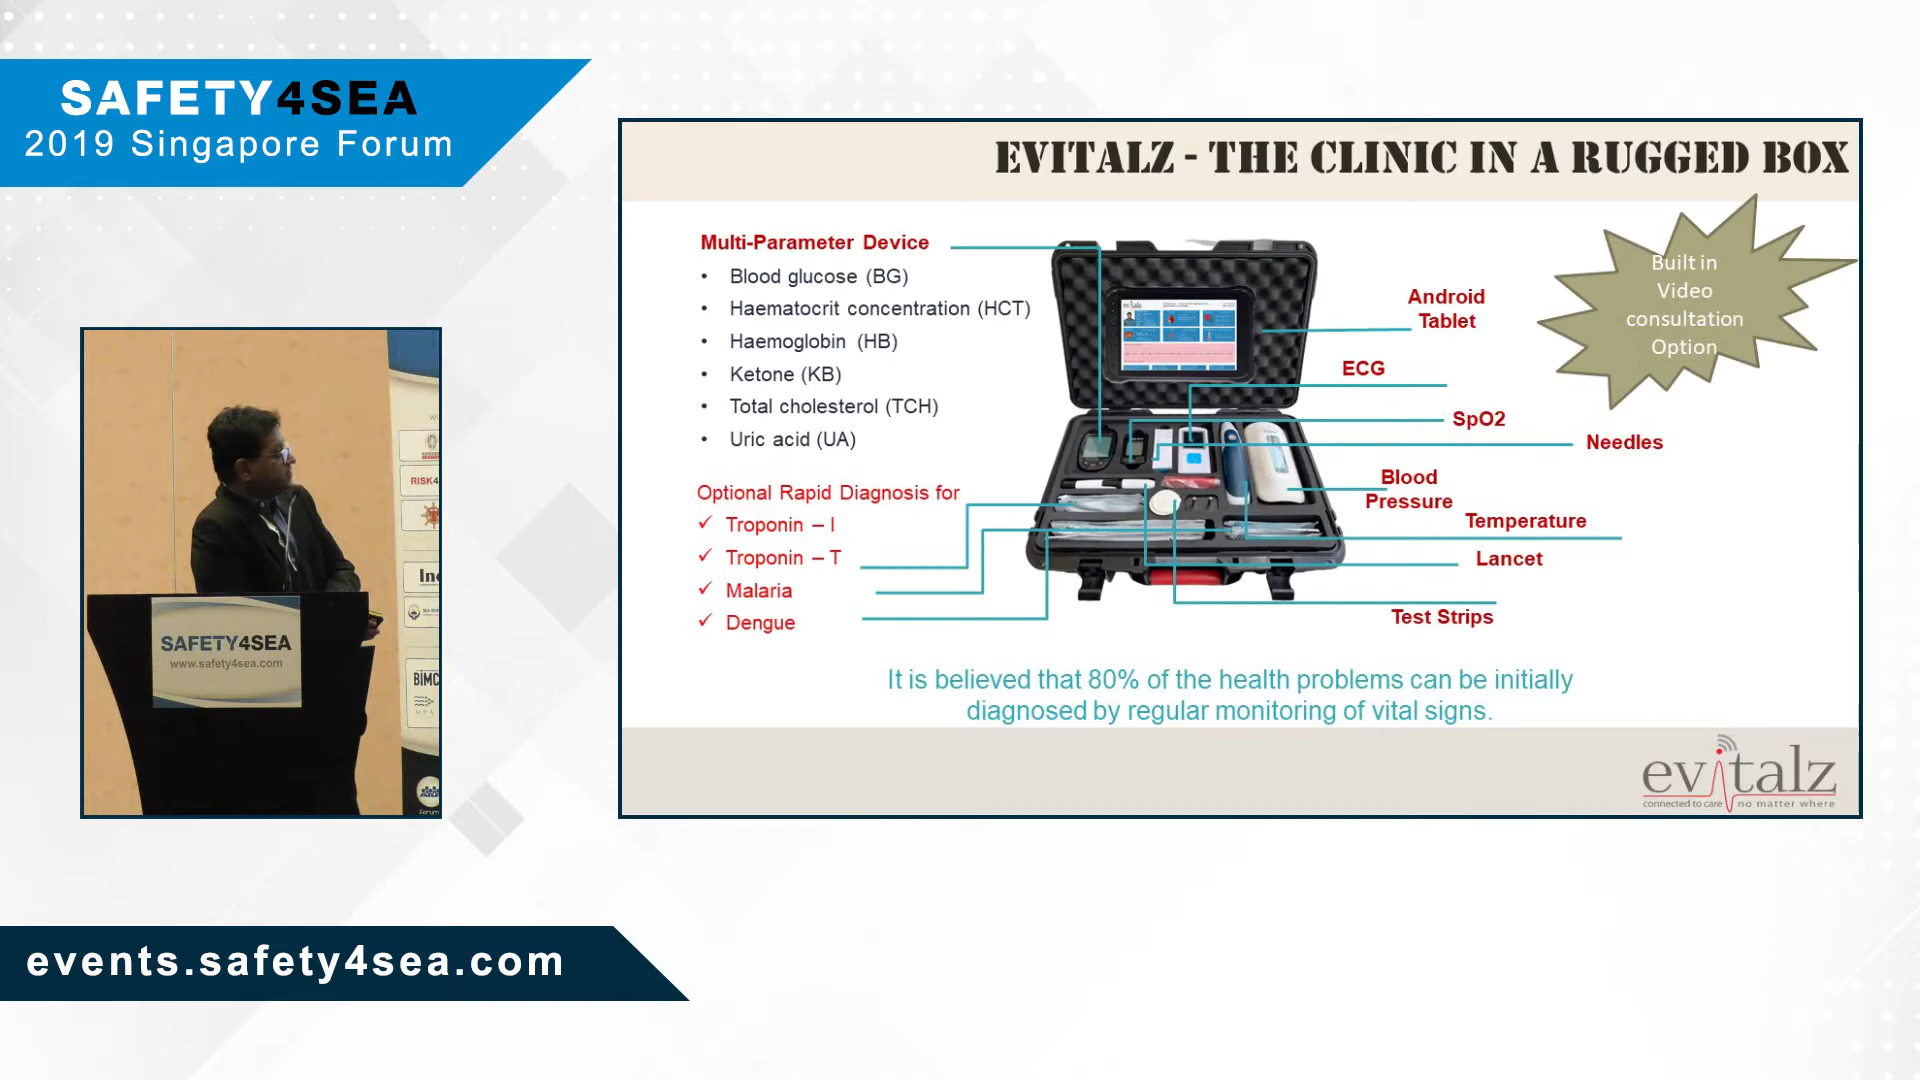 SAFETY4SEA
2019 Singapore Forum
EVITALZ - THE CLINIC IN A RUGGED BOX
Multi-Parameter Device
• Blood glucose (BG)
• Haematocrit concentration (HCT)
• Haemoglobin (HB)
• Ketone (KB)
• Total cholesterol (TCH)
• Uric acid (UA)
Optional Rapid Diagnosis for
✓ Troponin – I
✓ Troponin – T
✓ Malaria
✓ Dengue
Android
Tablet
ECG
SpO2
Needles
Blood
Pressure
Temperature
Lancet
Test Strips
Built in
Video
consultation
Option
It is believed that 80% of the health problems can be initially
diagnosed by regular monitoring of vital signs.
evitalz
connected to care no matter where
SAFETY4SEA
www.safety4sea.com
RISK4
BIMC
Forum
events.safety4sea.com